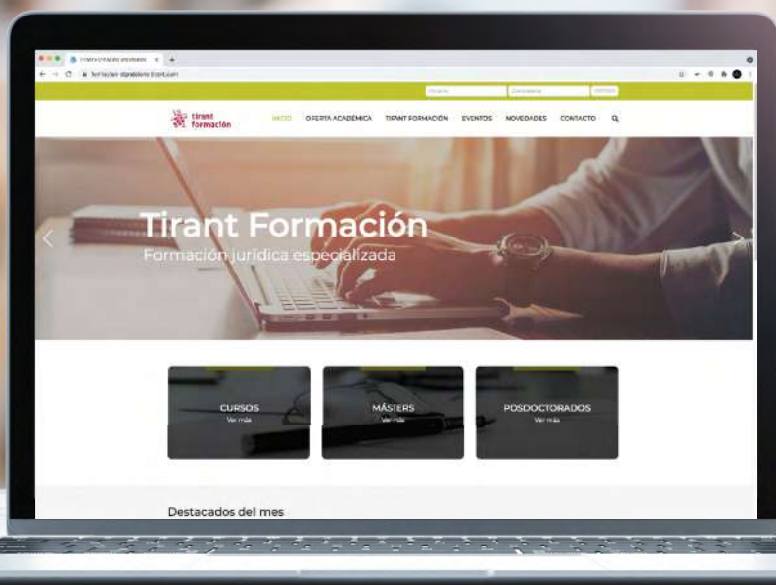 tirant
formación
INICIO OFERTA ACADÉMICA TIRANT FORMACIÓN EVENTOS NOVEDADES CONTACTO
Tirant Formación
Formación jurídica especializada
CURSOS
Ver más
MÁSTERS
Ver más
POSDOCTORADOS
Ver más
Destacados del mes